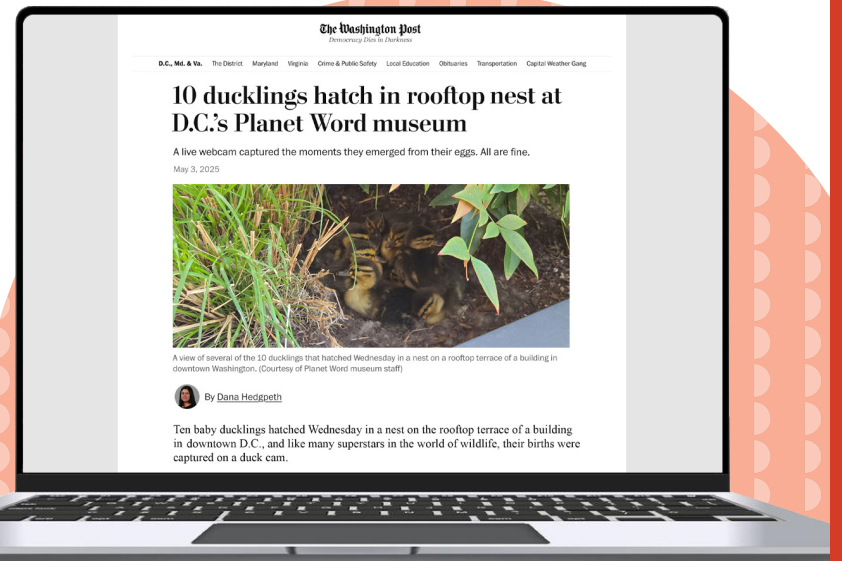 The Washington Post
Democracy Dies in Darkness
D.C., Md. & Va. The District Maryland Virginia Crime & Public Safety Local Education Obituaries Transportation Capital Weather Gang
10 ducklings hatch in rooftop nest at
D.C.’s Planet Word museum
A live webcam captured the moments they emerged from their eggs. All are fine.
May 3, 2025
A view of several of the 10 ducklings that hatched Wednesday in a nest on a rooftop terrace of a building in
downtown Washington. (Courtesy of Planet Word museum staff)
By Dana Hedgpeth
Ten baby ducklings hatched Wednesday in a nest on the rooftop terrace of a building
in downtown D.C., and like many superstars in the world of wildlife, their births were
captured on a duck cam.